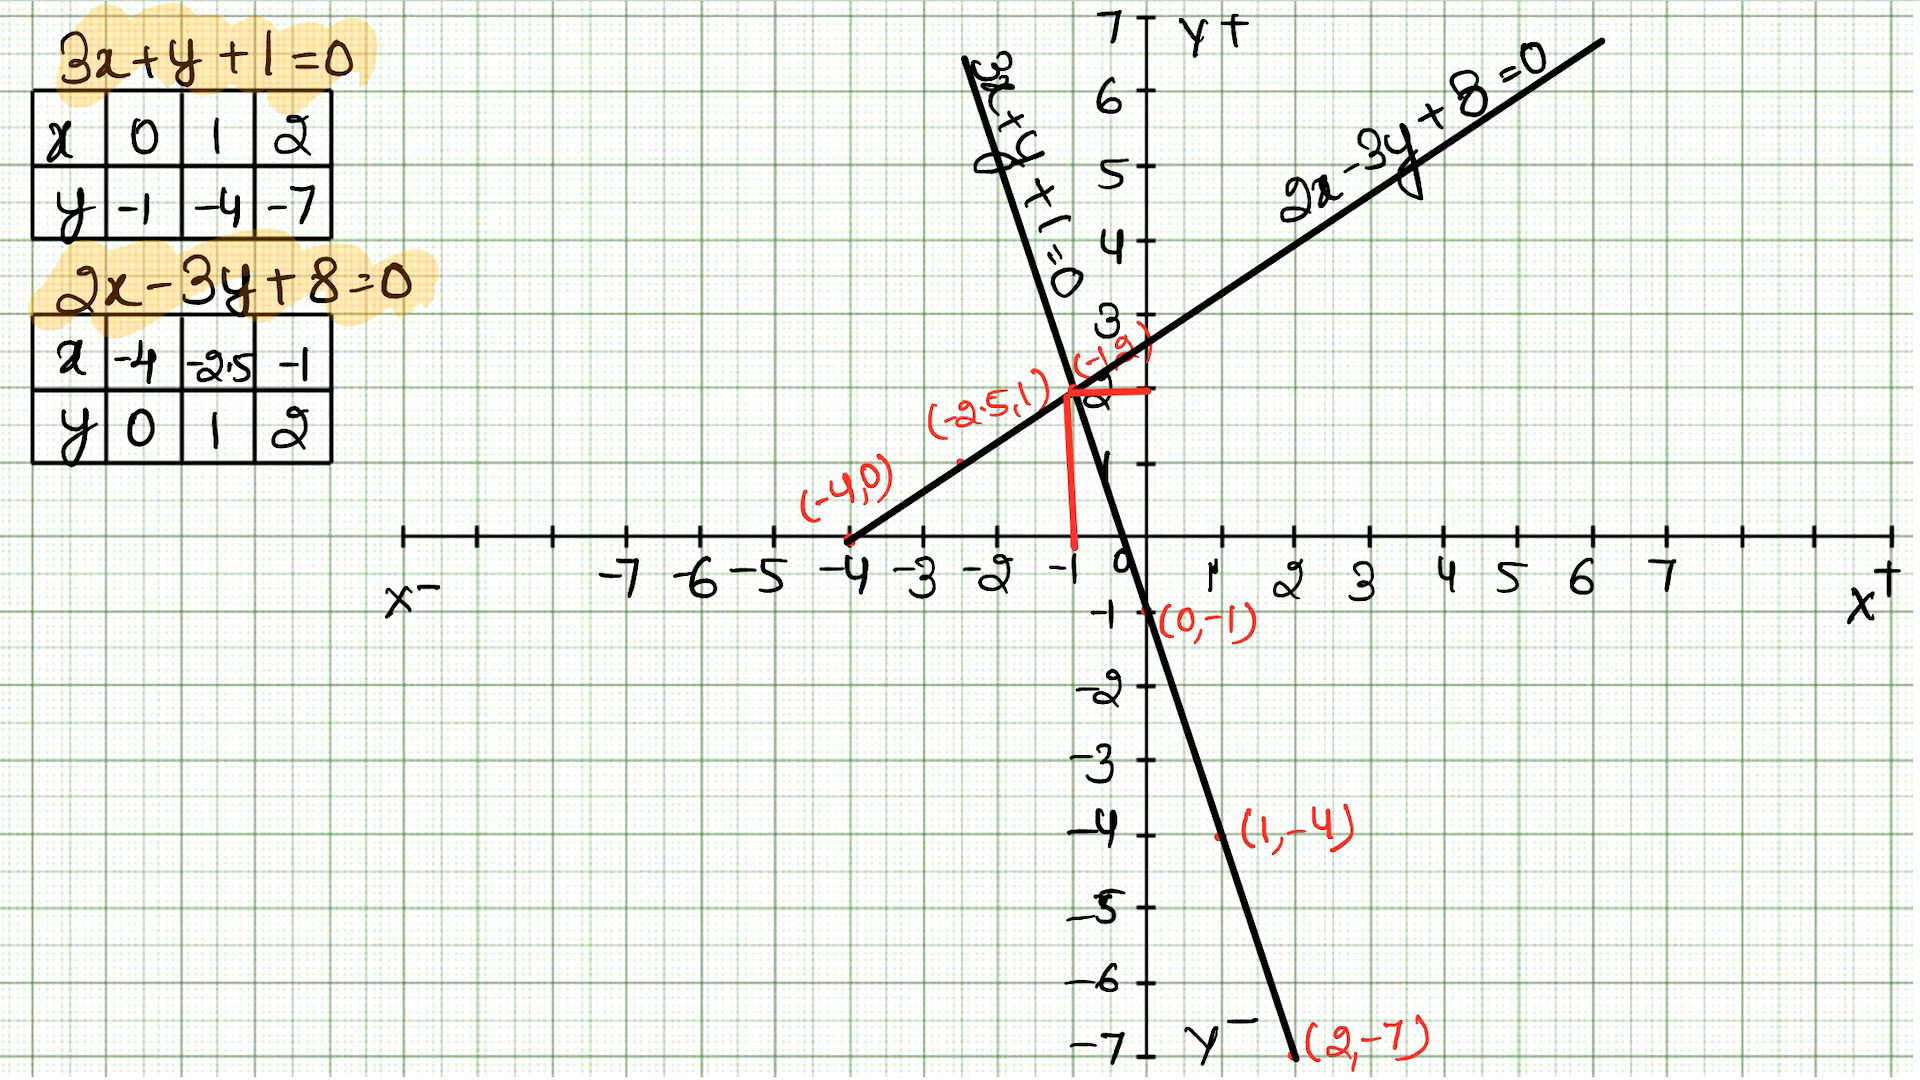 3x+y+1=0
x 0 1 2
y -1 -4 -7
2x-3y+8=0
x -4 -2.5 -1
y 0 1 2
7 y+
3x+y+1=0
2x-3y+8=0
6
5
4
3
(-1,2)
2
(-2.5,1)
1
(-4,0)
-7 -6 -5 -4 -3 -2 -1 0 1 2 3 4 5 6 7
x- x+
-1 (0,-1)
-2
-3
-4 (1,-4)
-5
-6
-7 y- (2,-7)